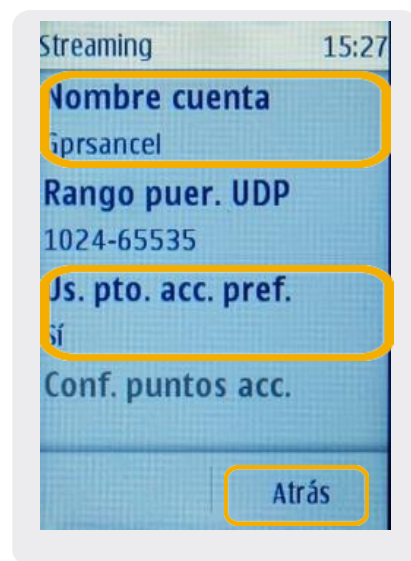 Streaming 15:27
Nombre cuenta
Gprsancel
Rango puer. UDP
1024-65535
Us. pto. acc. pref.
Sí
Conf. puntos acc.
Atrás